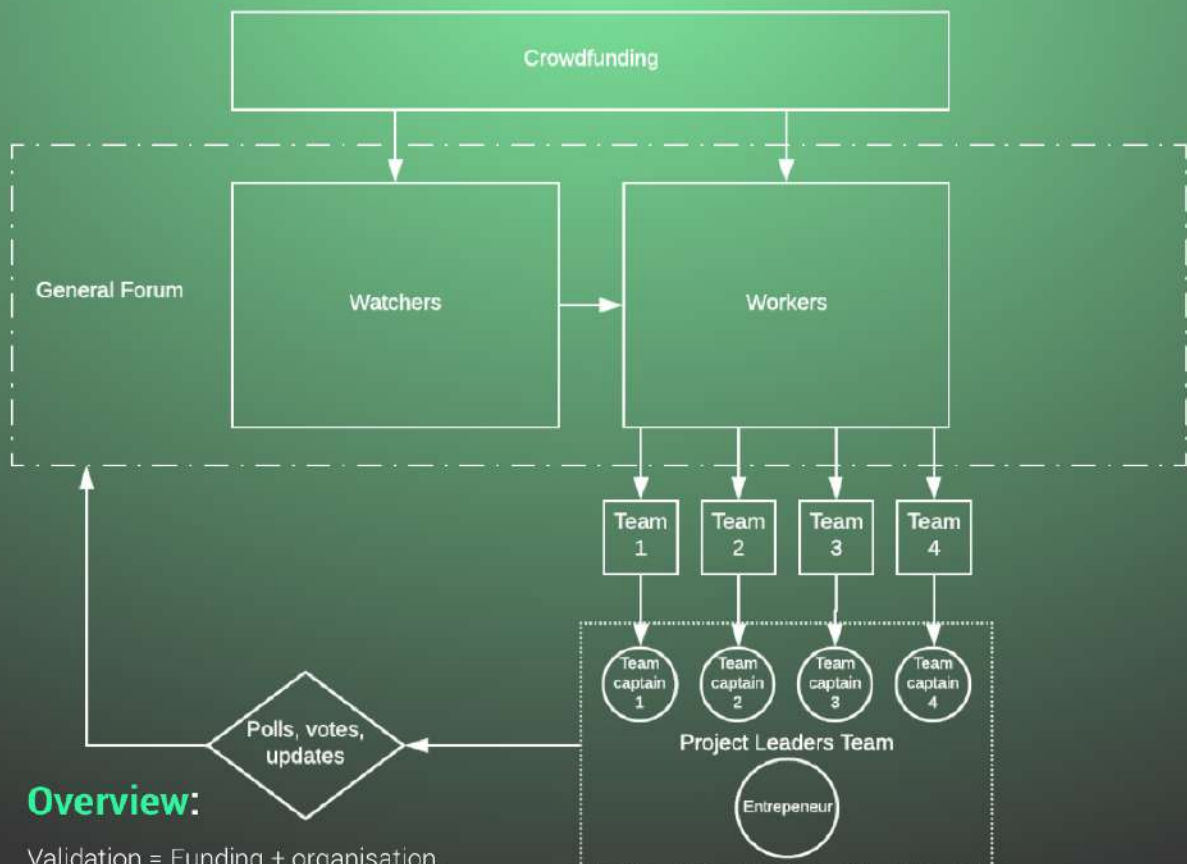 Crowdfunding
General Forum
Watchers
Workers
Team
1
Team
2
Team
3
Team
4
Team
captain
1
Team
captain
2
Team
captain
3
Team
captain
4
Project Leaders Team
Entrepeneur
Polls, votes,
updates
Overview:
Validation = Funding + organisation